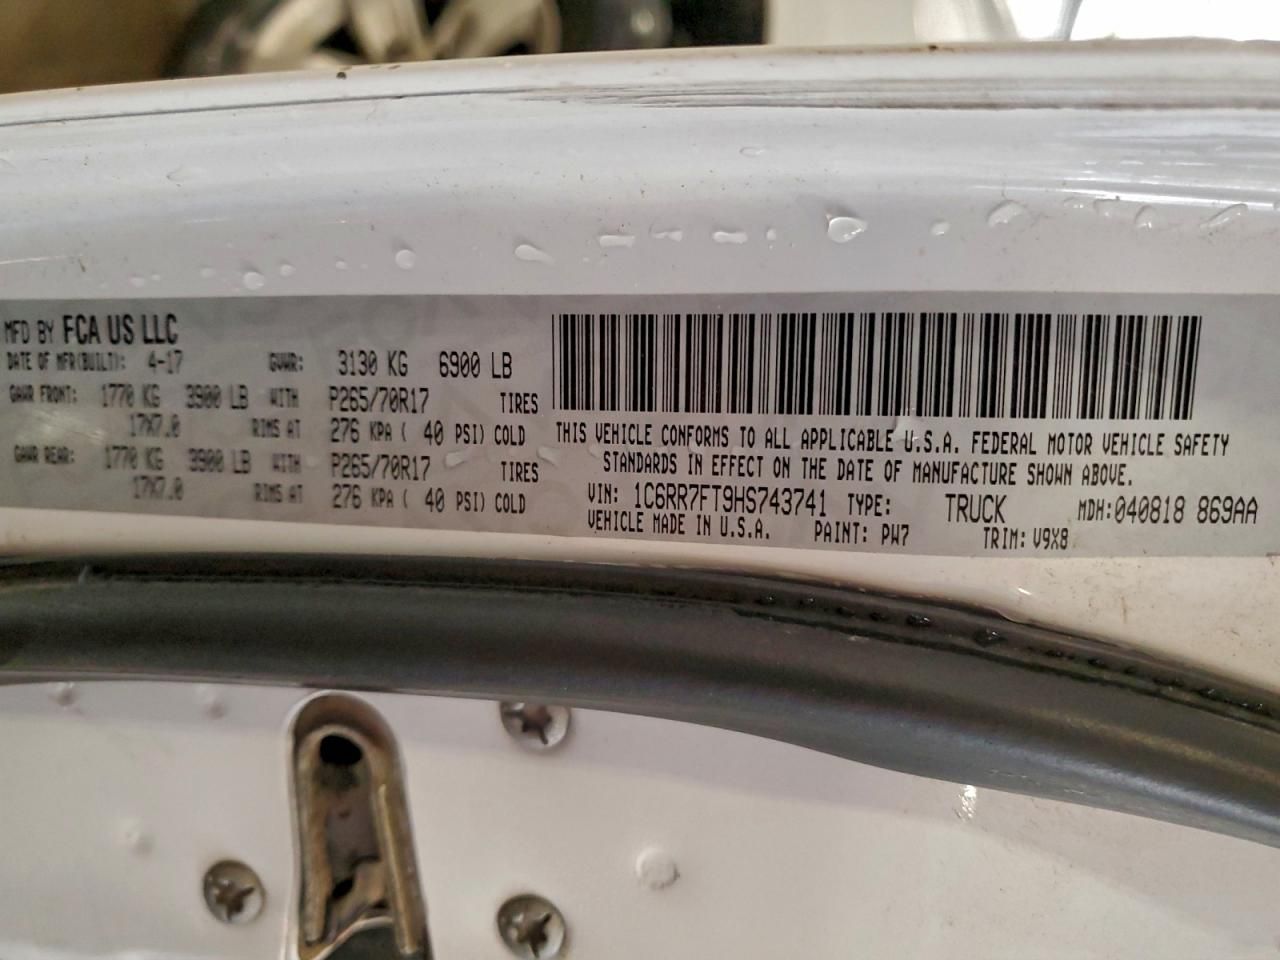 MFD BY FCA US LLC
DATE OF MFR(BUILT): 4-17 GVWR: 3130 KG 6900 LB
GAWR FRONT: 1770 KG 3900 LB WITH P265/70R17 TIRES
17X7.0 RIMS AT 276 KPA ( 40 PSI) COLD
GAWR REAR: 1770 KG 3900 LB WITH P265/70R17 TIRES
17X7.0 RIMS AT 276 KPA ( 40 PSI) COLD
THIS VEHICLE CONFORMS TO ALL APPLICABLE U.S.A. FEDERAL MOTOR VEHICLE SAFETY
STANDARDS IN EFFECT ON THE DATE OF MANUFACTURE SHOWN ABOVE.
VIN: 1C6RR7FT9HS743741 TYPE: TRUCK MDH:040818 869AA
VEHICLE MADE IN U.S.A. PAINT: PW7 TRIM: V9X8